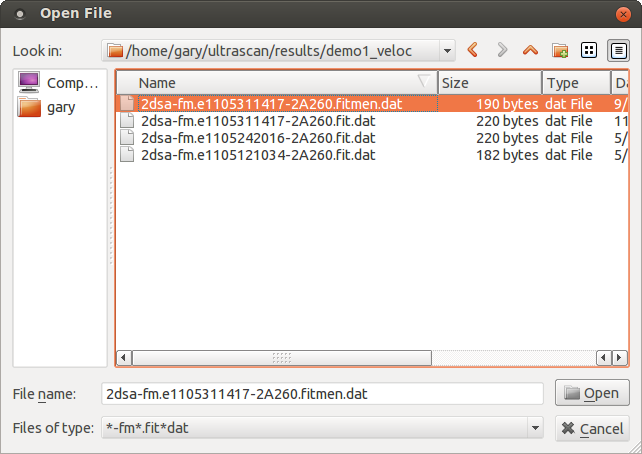 Open File
Look in: /home/gary/ultrascan/results/demo1_veloc
Comp...
gary
Name Size Type Da
2dsa-fm.e1105311417-2A260.fitmen.dat 190 bytes dat File 9/
2dsa-fm.e1105311417-2A260.fit.dat 220 bytes dat File 11
2dsa-fm.e1105242016-2A260.fit.dat 220 bytes dat File 5/
2dsa-fm.e1105121034-2A260.fit.dat 182 bytes dat File 5/
File name: 2dsa-fm.e1105311417-2A260.fitmen.dat Open
Files of type: *-fm*.fit*dat Cancel